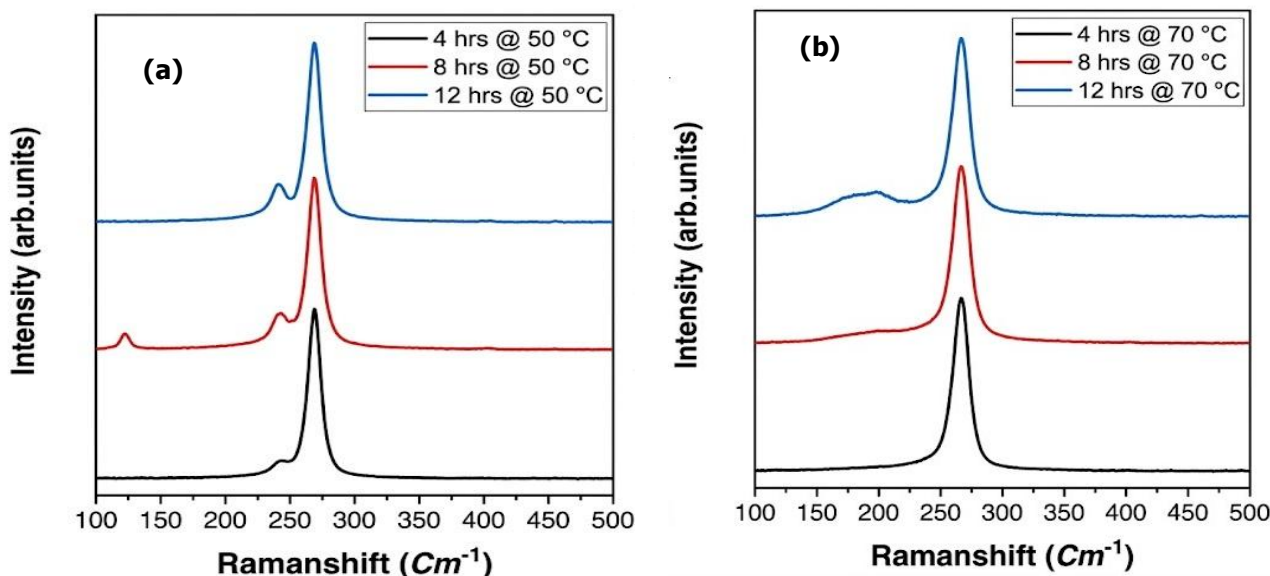 (a)
4 hrs @ 50 °C
8 hrs @ 50 °C
12 hrs @ 50 °C
Intensity (arb.units)
100 150 200 250 300 350 400 450 500
Ramanshift (Cm⁻¹)
(b)
4 hrs @ 70 °C
8 hrs @ 70 °C
12 hrs @ 70 °C
Intensity (arb.units)
100 150 200 250 300 350 400 450 500
Ramanshift (Cm⁻¹)